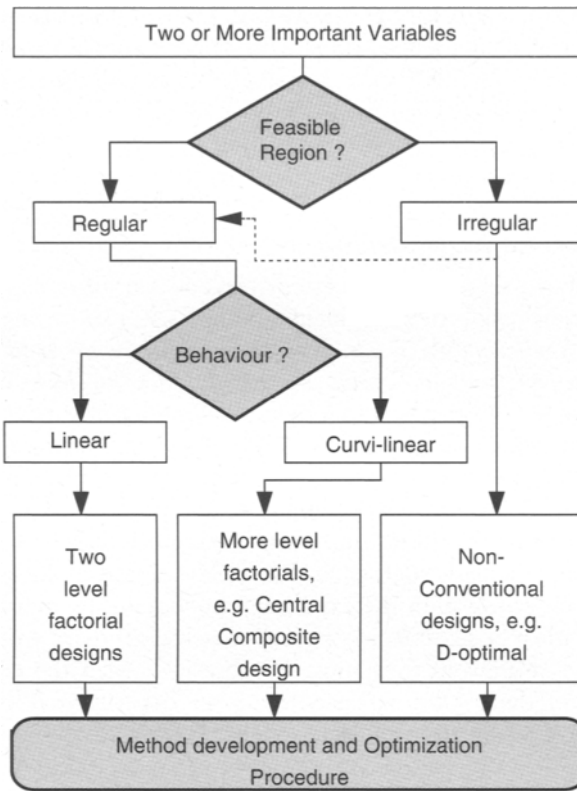 Two or More Important Variables
Feasible
Region ?
Regular
Irregular
Behaviour ?
Linear
Curvi-linear
Two
level
factorial
designs
More level
factorials,
e.g. Central
Composite
design
Non-
Conventional
designs, e.g.
D-optimal
Method development and Optimization
Procedure